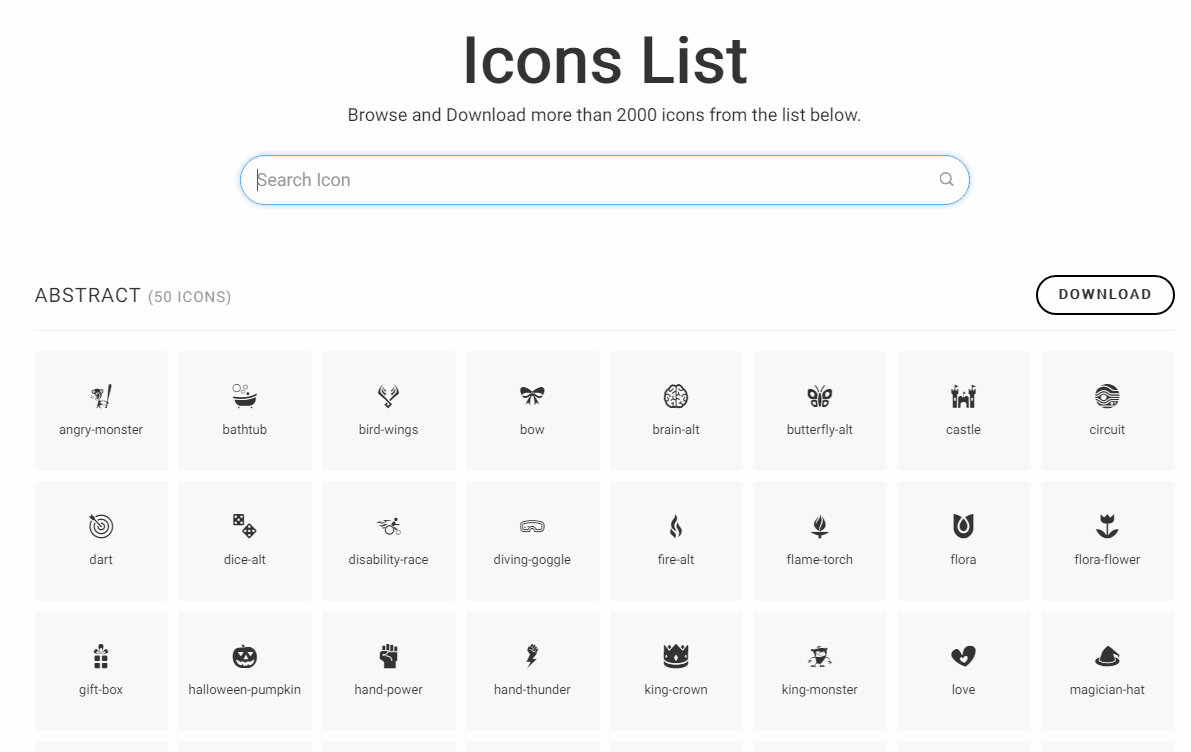 Icons List
Browse and Download more than 2000 icons from the list below.
Search Icon
ABSTRACT (50 ICONS)
DOWNLOAD
angry-monster
bathtub
bird-wings
bow
brain-alt
butterfly-alt
castle
circuit
dart
dice-alt
disability-race
diving-goggle
fire-alt
flame-torch
flora
flora-flower
gift-box
halloween-pumpkin
hand-power
hand-thunder
king-crown
king-monster
love
magician-hat